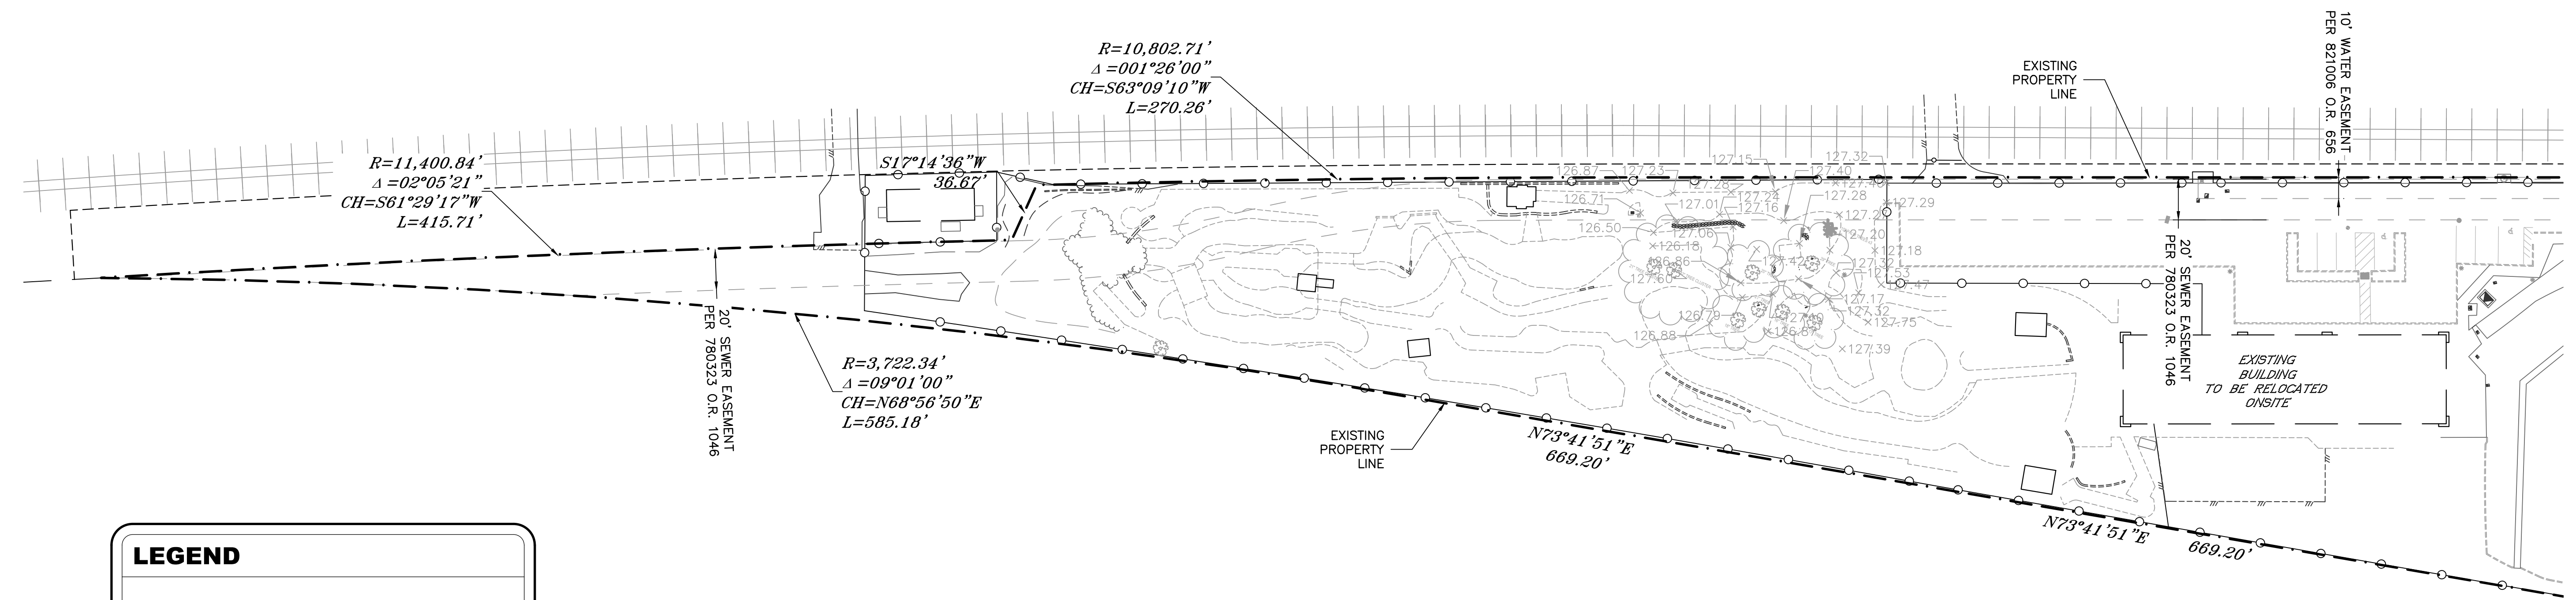 R=10,802.71'
Δ =001°26'00"
CH=S63°09'10"W
L=270.26'
EXISTING
PROPERTY
LINE
10' WATER EASEMENT
PER 821006 O.R. 656
R=11,400.84'
Δ =02°05'21"
CH=S61°29'17"W
L=415.71'
S17°14'36"W
36.67'
126.87
127.23
127.15
127.32
127.28
127.40
126.71
127.01
127.24
127.16
127.28
127.29
126.50
127.06
127.20
126.18
127.18
126.86
127.42
127.60
127.53
127.47
127.17
127.32
126.79
127.75
126.88
126.87
127.39
20' SEWER EASEMENT
PER 780323 O.R. 1046
20' SEWER EASEMENT
PER 780323 O.R. 1046
R=3,722.34'
Δ =09°01'00"
CH=N68°56'50"E
L=585.18'
EXISTING
BUILDING
TO BE RELOCATED
ONSITE
EXISTING
PROPERTY
LINE
N73°41'51"E
669.20'
N73°41'51"E
669.20'
LEGEND